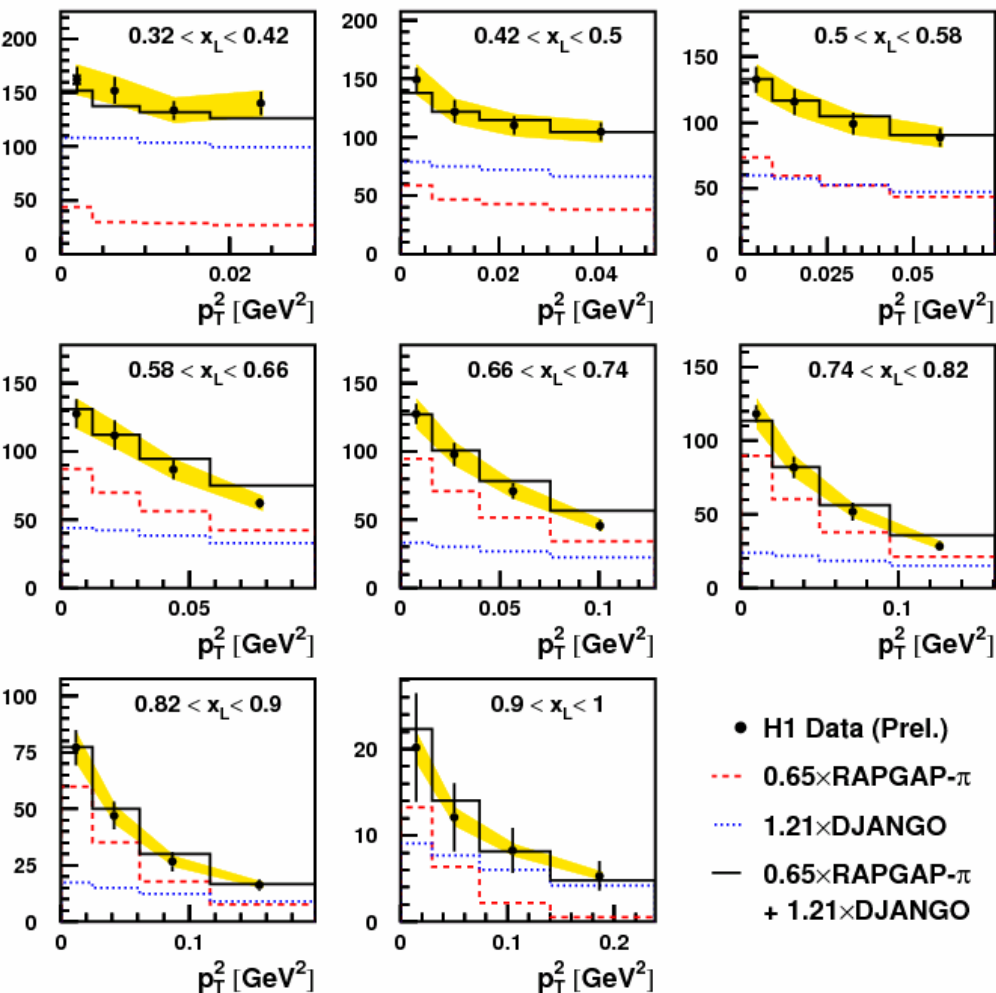 0.32 < x_L < 0.42
200
150
100
50
0
0 0.02
p_T^2 [GeV^2]
0.42 < x_L < 0.5
200
150
100
50
0
0 0.02 0.04
p_T^2 [GeV^2]
0.5 < x_L < 0.58
150
100
50
0
0 0.025 0.05
p_T^2 [GeV^2]
0.58 < x_L < 0.66
150
100
50
0
0 0.05
p_T^2 [GeV^2]
0.66 < x_L < 0.74
150
100
50
0
0 0.05 0.1
p_T^2 [GeV^2]
0.74 < x_L < 0.82
150
100
50
0
0 0.1
p_T^2 [GeV^2]
0.82 < x_L < 0.9
100
75
50
25
0
0 0.1
p_T^2 [GeV^2]
0.9 < x_L < 1
20
10
0
0 0.1 0.2
p_T^2 [GeV^2]
H1 Data (Prel.)
0.65×RAPGAP-π
1.21×DJANGO
0.65×RAPGAP-π
+ 1.21×DJANGO